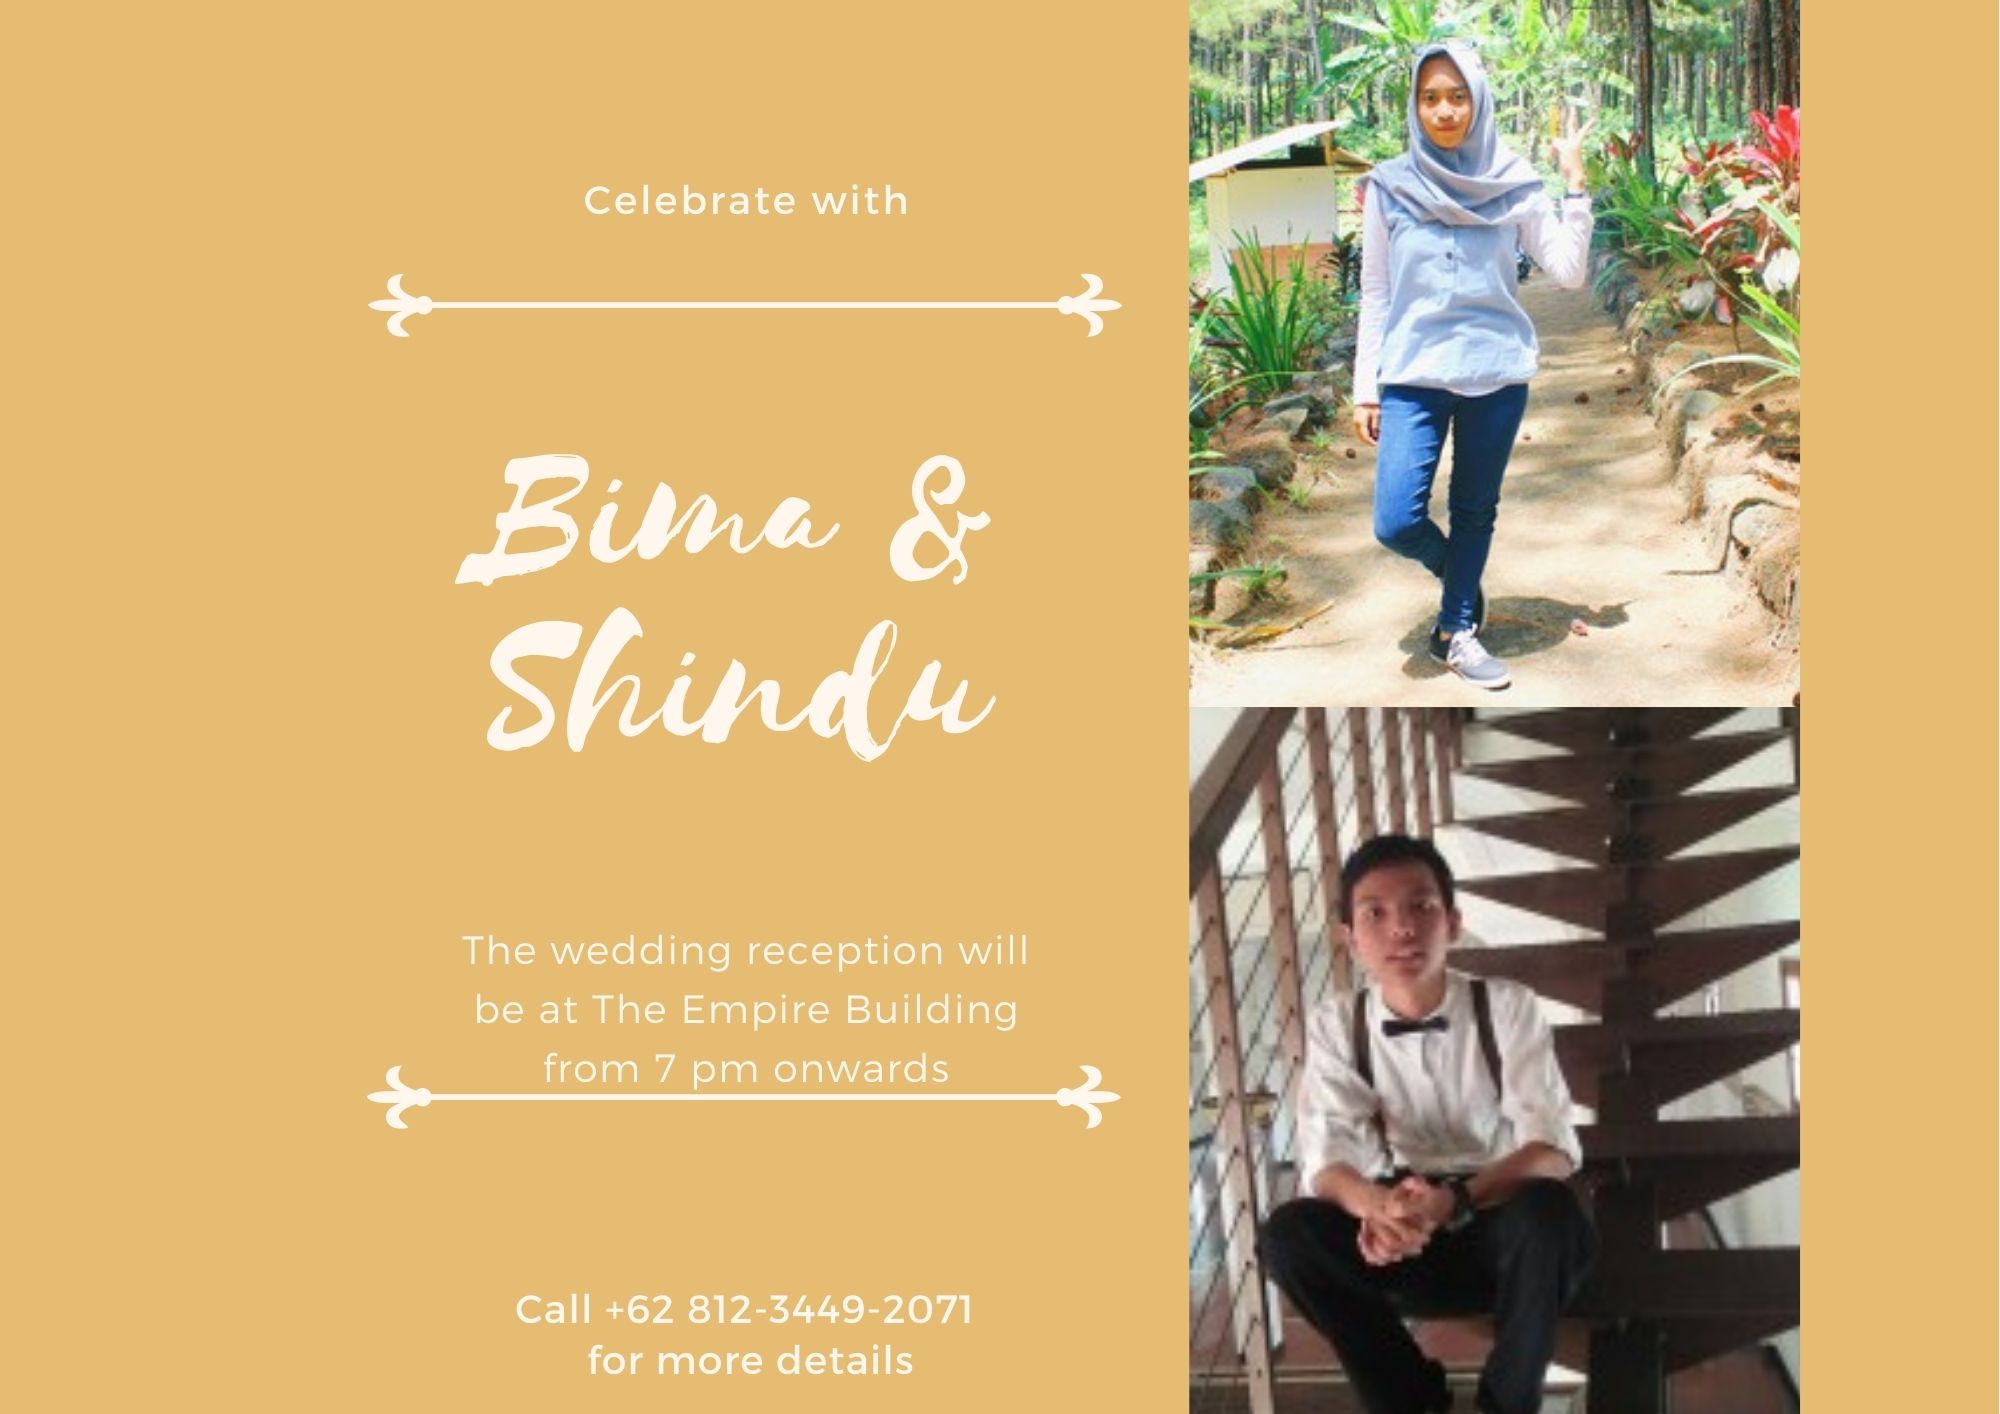 Celebrate with
Bima &
Shindu
The wedding reception will
be at The Empire Building
from 7 pm onwards
Call +62 812-3449-2071
for more details